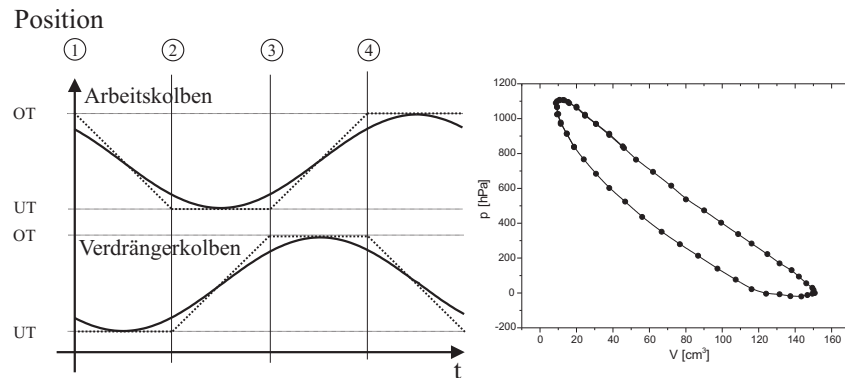 Position
① ② ③ ④
Arbeitskolben
OT
UT
OT
Verdrängerkolben
UT
t
1200
1000
800
600
400
200
0
-200
p [hPa]
0 20 40 60 80 100 120 140 160
V [cm³]